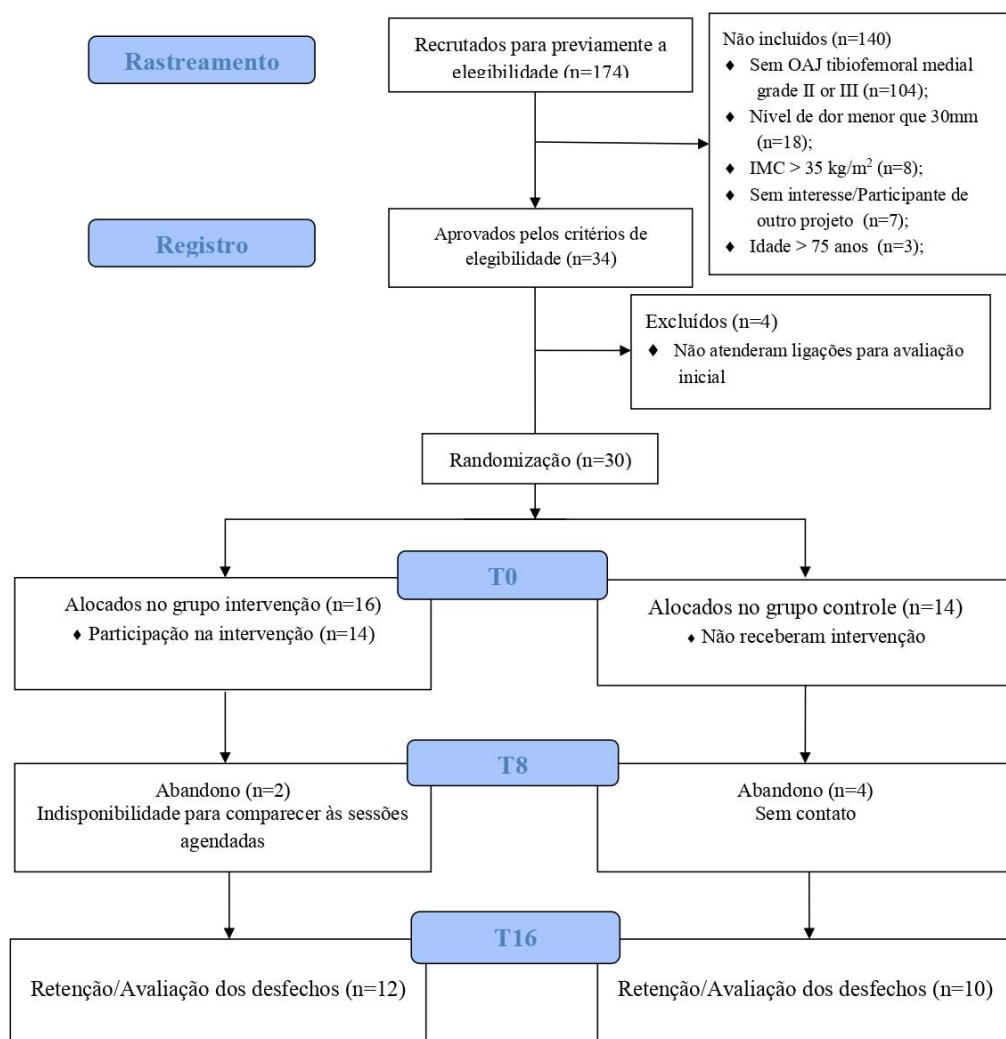 Rastreamento
Recrutados para previamente a
elegibilidade (n=174)
Não incluídos (n=140)
♦ Sem OAJ tibiofemoral medial
grade II or III (n=104);
♦ Nível de dor menor que 30mm
(n=18);
♦ IMC > 35 kg/m² (n=8);
♦ Sem interesse/Participante de
outro projeto (n=7);
♦ Idade > 75 anos (n=3);
Registro
Aprovados pelos critérios de
elegibilidade (n=34)
Excluídos (n=4)
♦ Não atenderam ligações para avaliação
inicial
Randomização (n=30)
T0
Alocados no grupo intervenção (n=16)
♦ Participação na intervenção (n=14)
Alocados no grupo controle (n=14)
♦ Não receberam intervenção
T8
Abandono (n=2)
Indisponibilidade para comparecer às sessões
agendadas
Abandono (n=4)
Sem contato
T16
Retenção/Avaliação dos desfechos (n=12)
Retenção/Avaliação dos desfechos (n=10)